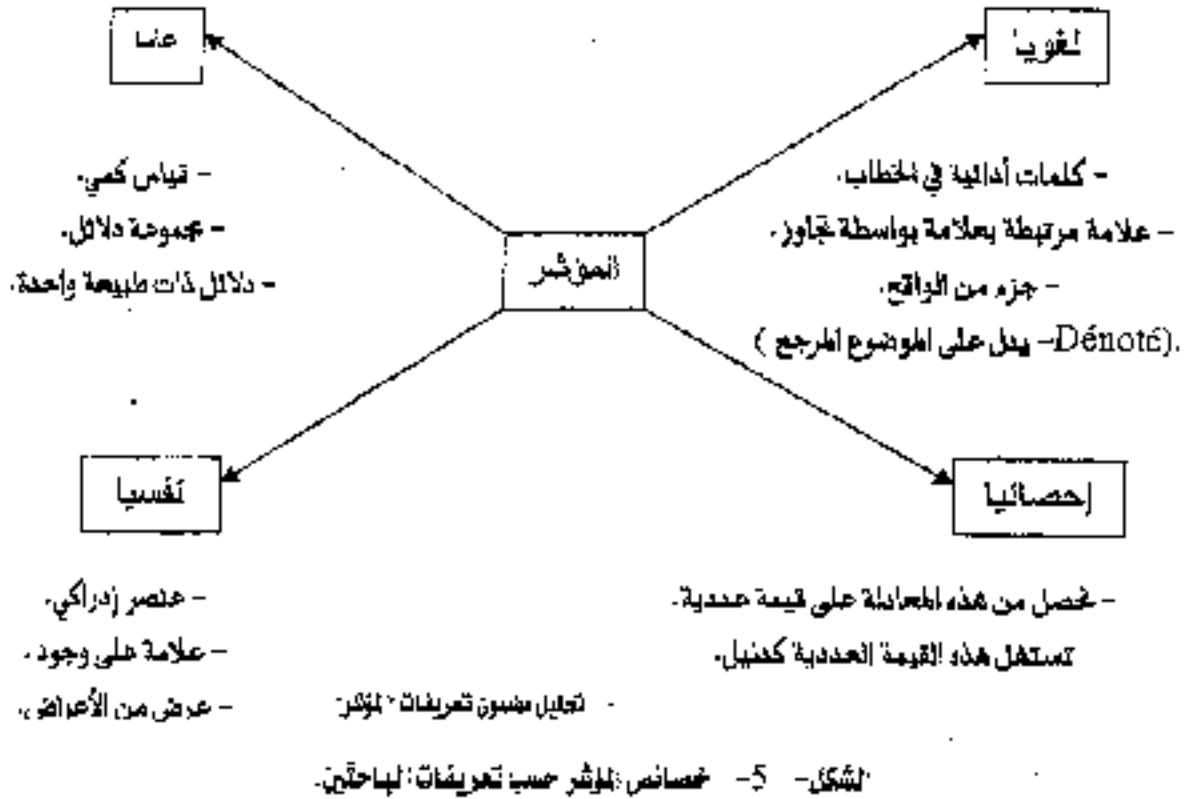 لغويا
- كلمات أدائية في الخطاب.
- علامة مرتبطة بعلامة بواسطة تجاوز.
- جزء من الواقع.
(Dénoté- يدل على الموضوع المرجع ).
المؤشر
- قياس كمي.
- مجموعة دلائل.
- دلائل ذات طبيعة واحدة.
إحصائيا
- نحصل من هذه المعادلة على قيمة عددية.
تستغل هذه القيمة العددية كدليل.
نفسيا
- عنصر إدراكي.
- علامة على وجود.
- عرض من الأعراض.
- تحليل مضمون تعريفات المؤشر
الشكل- 5- خصائص المؤشر حسب تعريفات الباحثين.